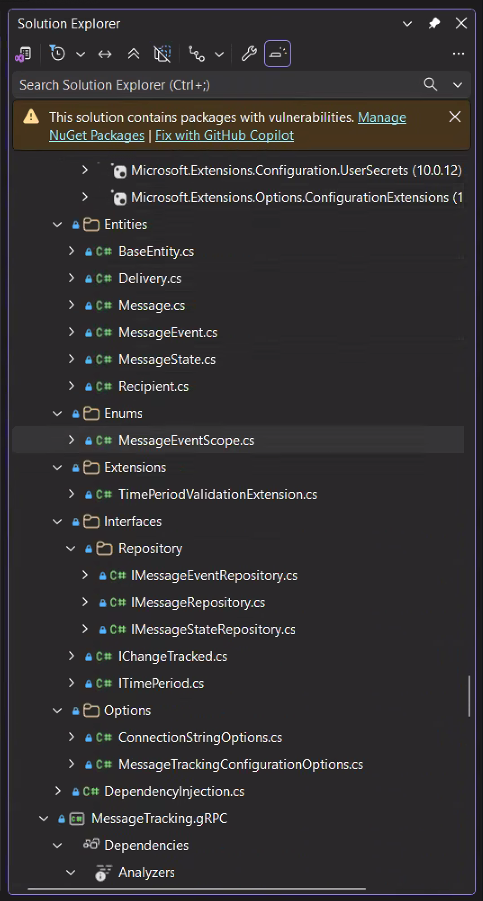 Solution Explorer
Search Solution Explorer (Ctrl+;)
This solution contains packages with vulnerabilities. Manage
NuGet Packages | Fix with GitHub Copilot
Microsoft.Extensions.Configuration.UserSecrets (10.0.12)
Microsoft.Extensions.Options.ConfigurationExtensions (1
Entities
C# BaseEntity.cs
C# Delivery.cs
C# Message.cs
C# MessageEvent.cs
C# MessageState.cs
C# Recipient.cs
Enums
C# MessageEventScope.cs
Extensions
C# TimePeriodValidationExtension.cs
Interfaces
Repository
C# IMessageEventRepository.cs
C# IMessageRepository.cs
C# IMessageStateRepository.cs
C# IChangeTracked.cs
C# ITimePeriod.cs
Options
C# ConnectionStringOptions.cs
C# MessageTrackingConfigurationOptions.cs
C# DependencyInjection.cs
C# MessageTracking.gRPC
Dependencies
Analyzers